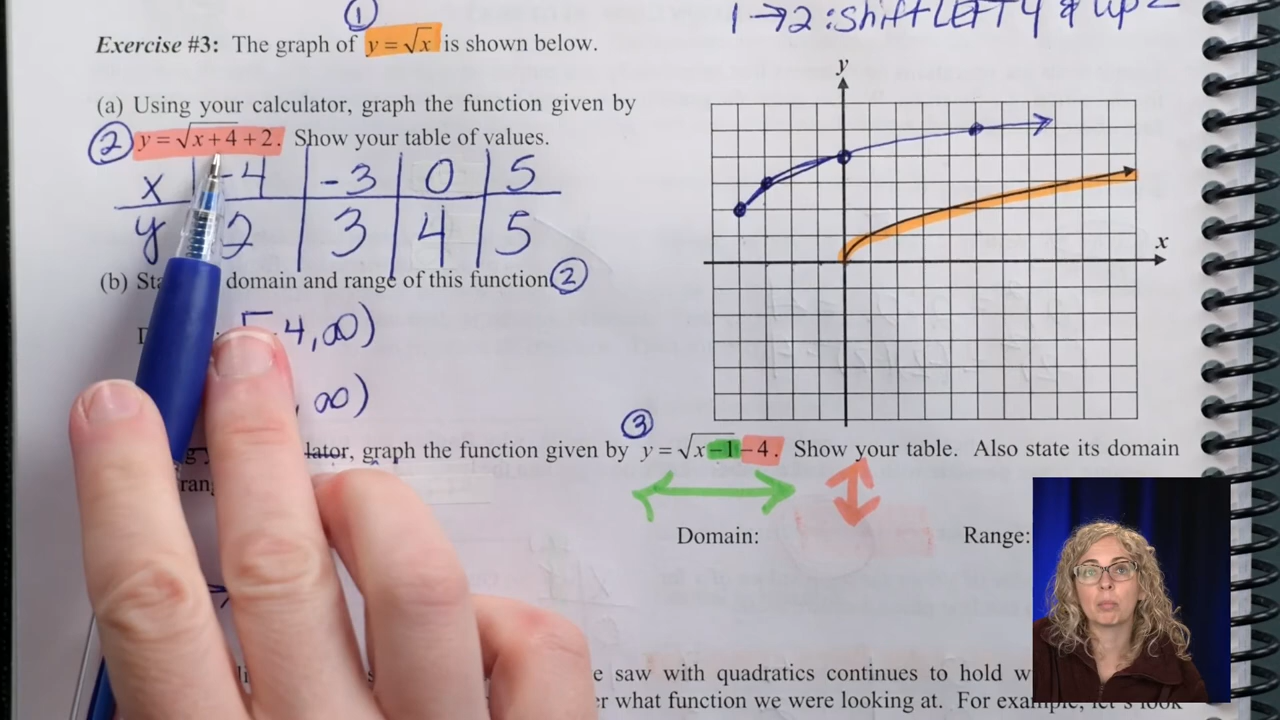 ① 1→2: Shift LEFT 4 & up 2
Exercise #3: The graph of y = √x is shown below.
(a) Using your calculator, graph the function given by
② y = √x+4 + 2. Show your table of values.
x -4 -3 0 5
y 2 3 4 5
(b) domain and range of this function ②
4, ∞)
, ∞)
③
graph the function given by y = √x−1 − 4. Show your table. Also state its domain
Domain: Range:
saw with quadratics continues to hold
what function we were looking at. For example, let's look
y
x